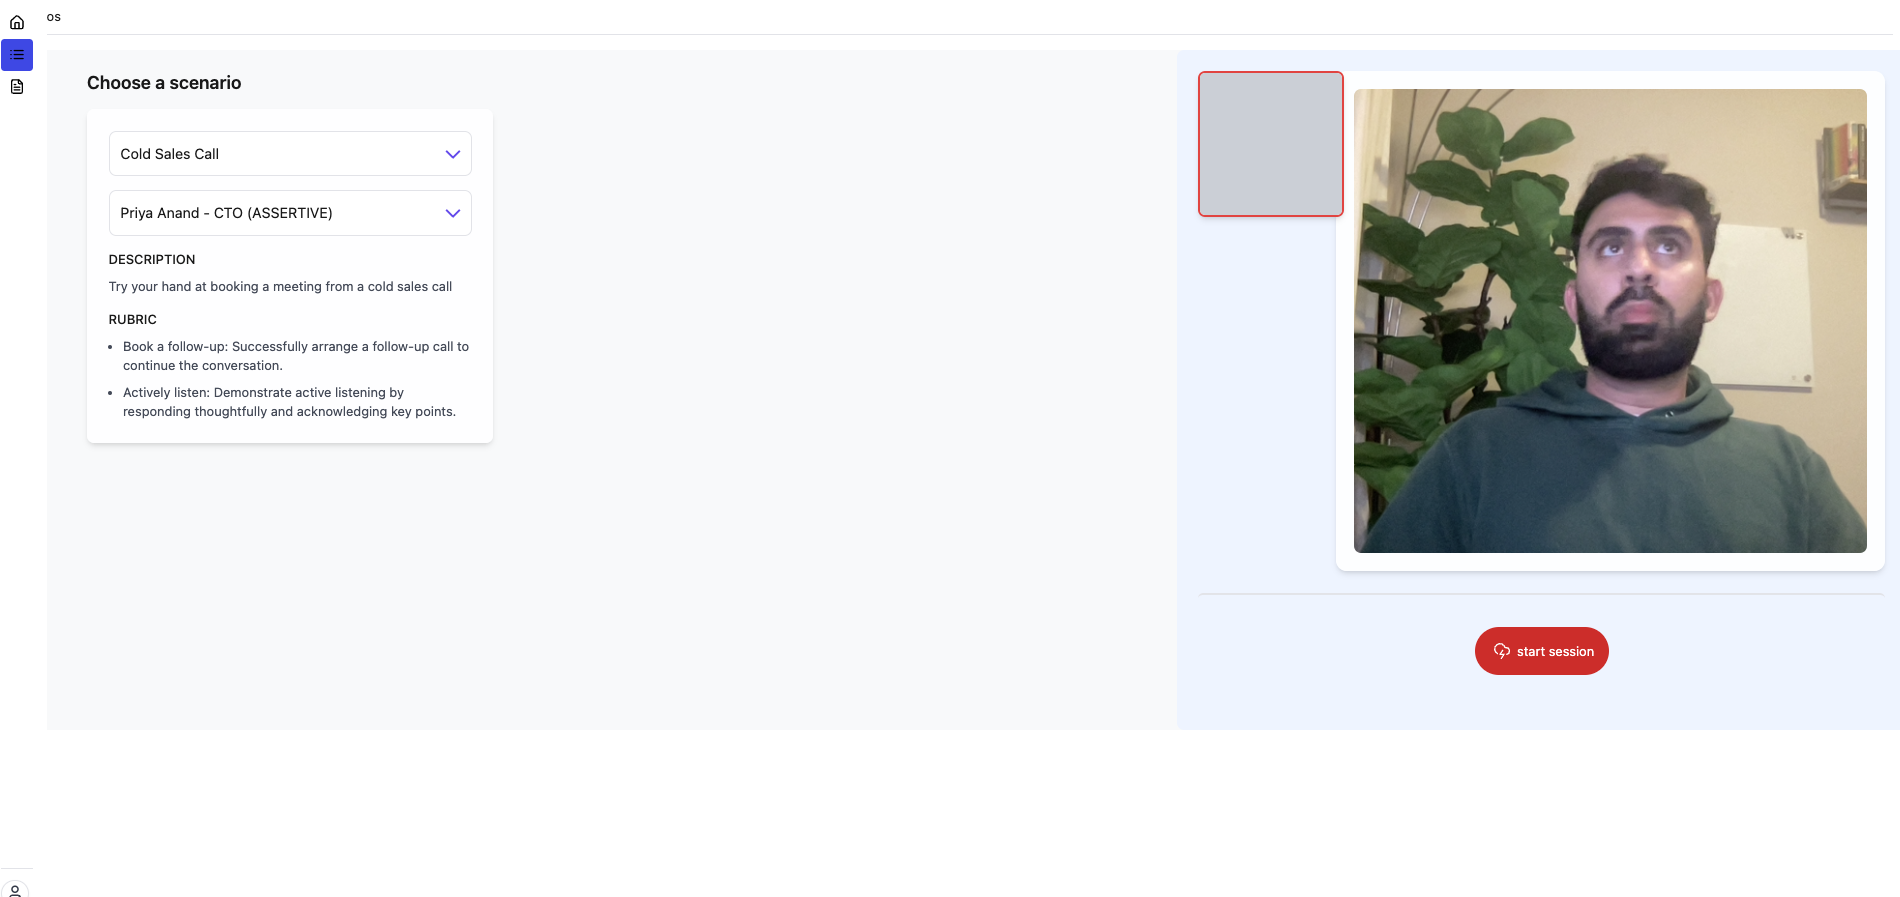 os
Choose a scenario
Cold Sales Call
Priya Anand - CTO (ASSERTIVE)
DESCRIPTION
Try your hand at booking a meeting from a cold sales call
RUBRIC
Book a follow-up: Successfully arrange a follow-up call to
continue the conversation.
Actively listen: Demonstrate active listening by
responding thoughtfully and acknowledging key points.
start session